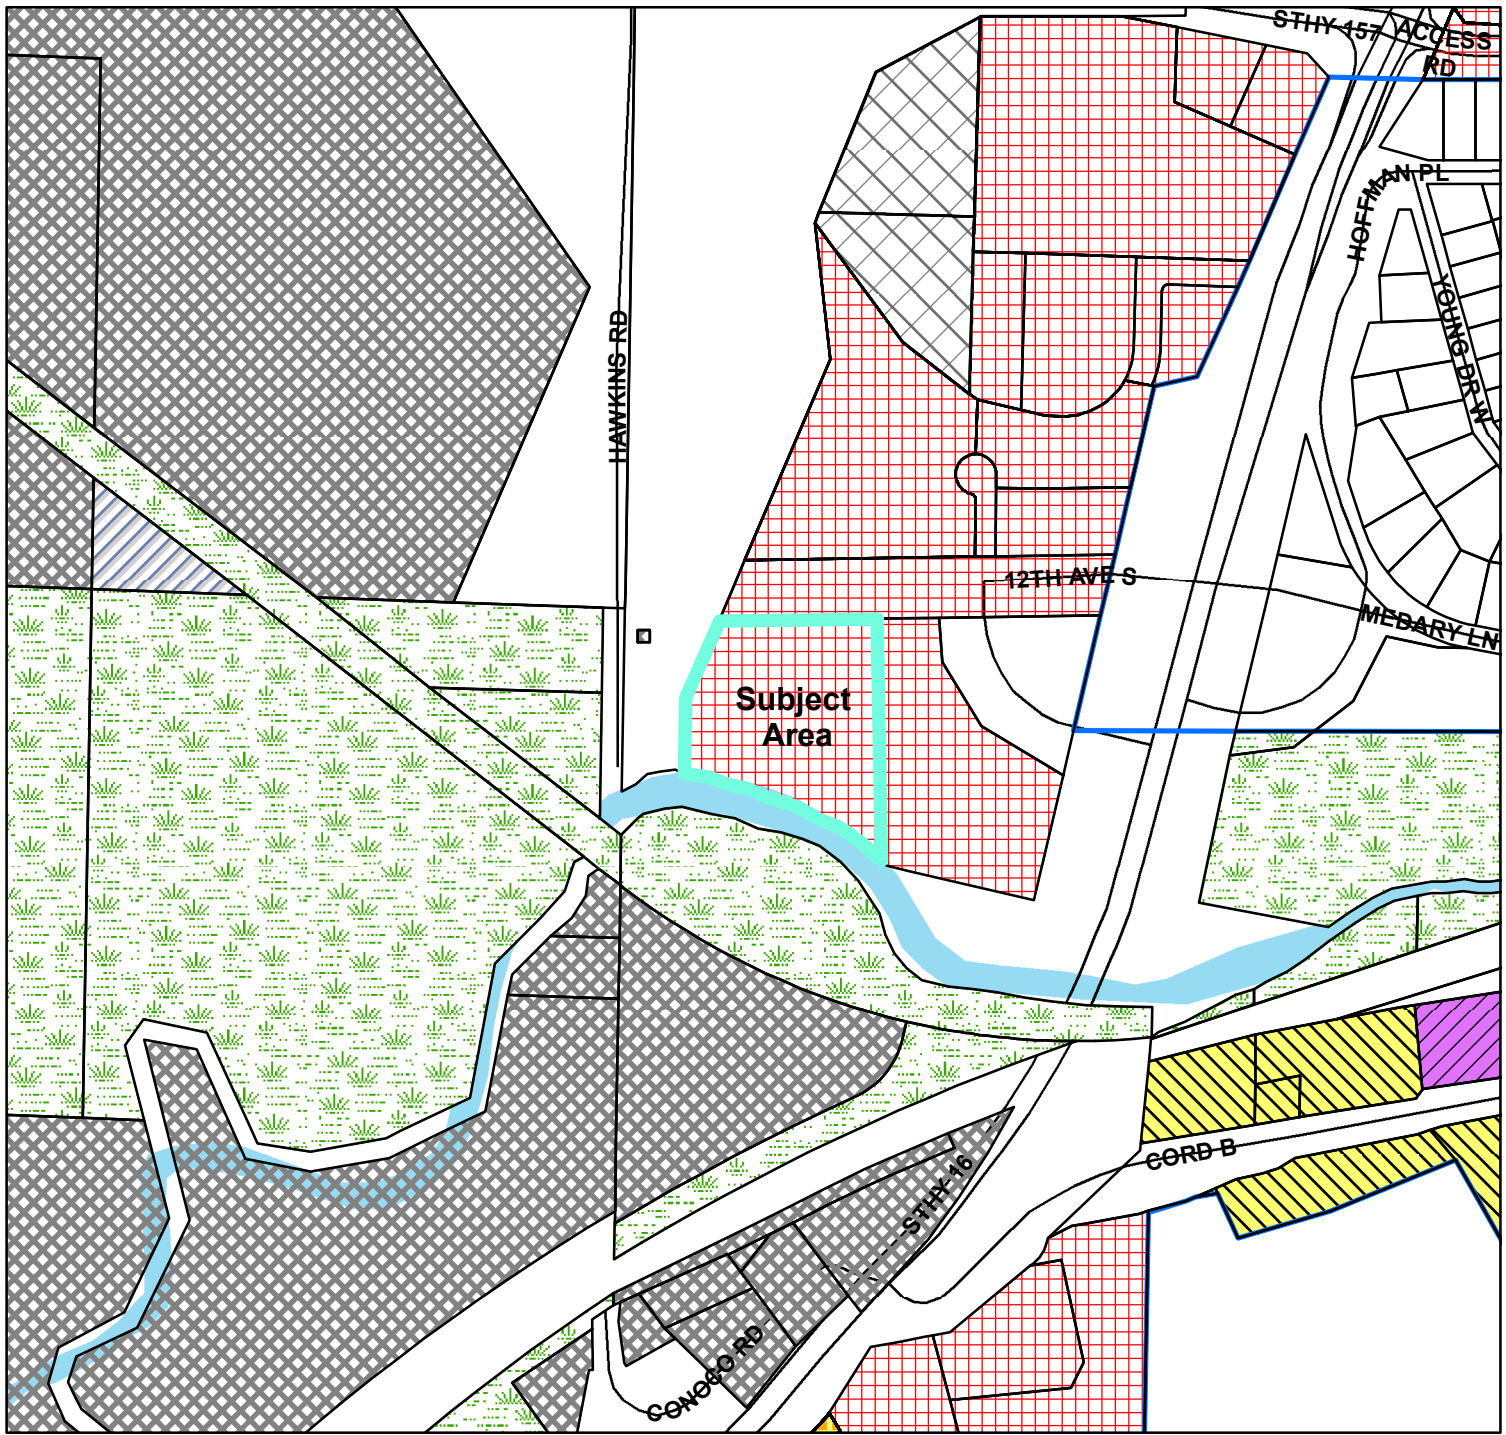 STHY 157
ACCESS
RD
HOFFMAN PL
YOUNG DR W
HAWKINS RD
12TH AVE S
MEDARY LN
Subject
Area
CORD B
STHY 16
CONOCO RD